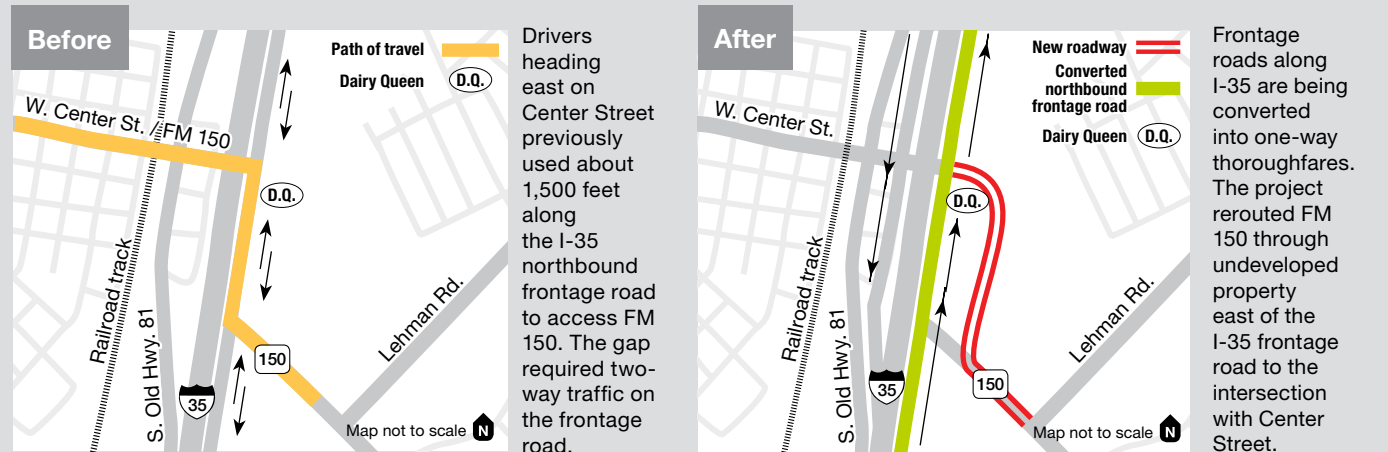 Before
Path of travel
Dairy Queen
D.Q.
W. Center St. / FM 150
D.Q.
Railroad track
S. Old Hwy. 81
Lehman Rd.
150
35
Map not to scale N
Drivers
heading
east on
Center Street
previously
used about
1,500 feet
along
the I-35
northbound
frontage road
to access FM
150. The gap
required two-
way traffic on
the frontage
road.
After
New roadway
Converted
northbound
frontage road
Dairy Queen
D.Q.
W. Center St.
D.Q.
Railroad track
S. Old Hwy. 81
Lehman Rd.
150
35
Map not to scale N
Frontage
roads along
I-35 are being
converted
into one-way
thoroughfares.
The project
rerouted FM
150 through
undeveloped
property
east of the
I-35 frontage
road to the
intersection
with Center
Street.